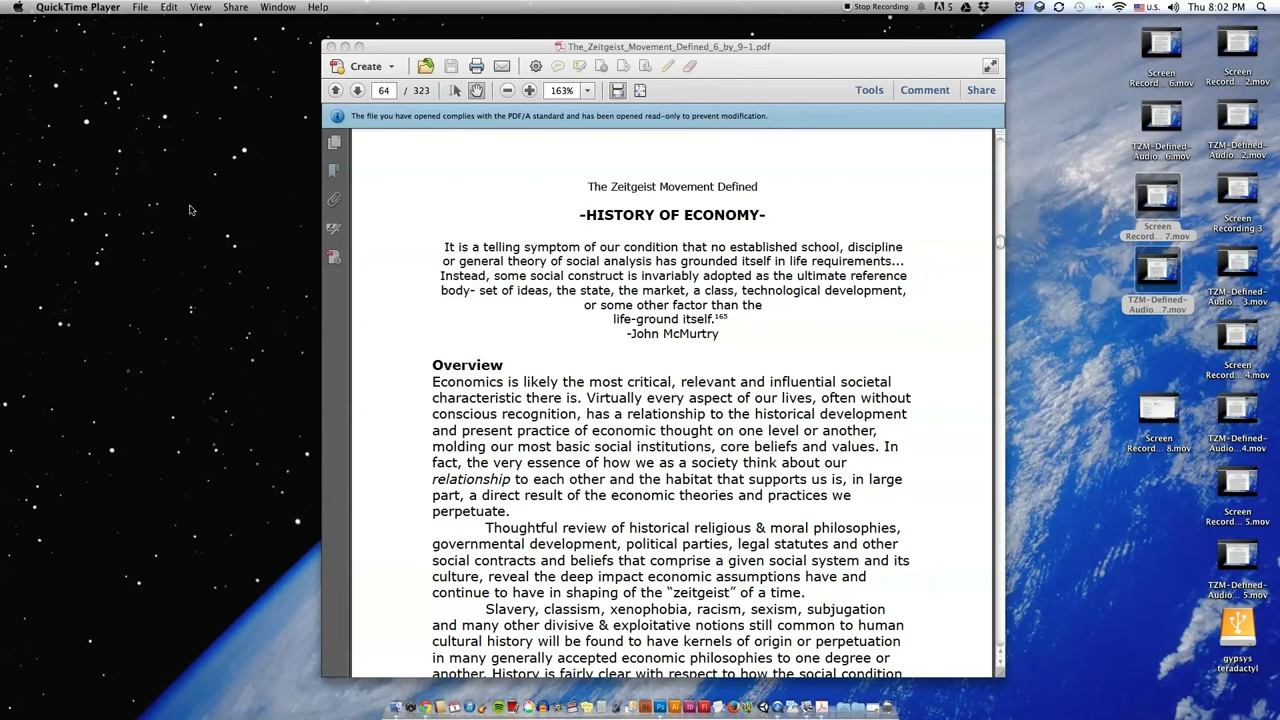 QuickTime Player File Edit View Share Window Help
Stop Recording 5 U.S. Thu 8:02 PM
The_Zeitgeist_Movement_Defined_6_by_9-1.pdf
Create
64 / 323 163% Tools Comment Share
The file you have opened complies with the PDF/A standard and has been opened read-only to prevent modification.
The Zeitgeist Movement Defined
-HISTORY OF ECONOMY-
It is a telling symptom of our condition that no established school, discipline
or general theory of social analysis has grounded itself in life requirements...
Instead, some social construct is invariably adopted as the ultimate reference
body- set of ideas, the state, the market, a class, technological development,
or some other factor than the
life-ground itself.165
-John McMurtry
Overview
Economics is likely the most critical, relevant and influential societal
characteristic there is. Virtually every aspect of our lives, often without
conscious recognition, has a relationship to the historical development
and present practice of economic thought on one level or another,
molding our most basic social institutions, core beliefs and values. In
fact, the very essence of how we as a society think about our
relationship to each other and the habitat that supports us is, in large
part, a direct result of the economic theories and practices we
perpetuate.
Thoughtful review of historical religious & moral philosophies,
governmental development, political parties, legal statutes and other
social contracts and beliefs that comprise a given social system and its
culture, reveal the deep impact economic assumptions have and
continue to have in shaping of the “zeitgeist” of a time.
Slavery, classism, xenophobia, racism, sexism, subjugation
and many other divisive & exploitative notions still common to human
cultural history will be found to have kernels of origin or perpetuation
in many generally accepted economic philosophies to one degree or
another. History is fairly clear with respect to how the social condition
Screen
Record... 6.mov
TZM-Defined-
Audio... 6.mov
Screen
Record... 7.mov
TZM-Defined-
Audio... 7.mov
Screen
Record... 8.mov
Screen
Record... 2.mov
TZM-Defined-
Audio... 2.mov
Screen
Recording 3
TZM-Defined-
Audio... 3.mov
Screen
Record... 4.mov
TZM-Defined-
Audio...4.mov
Screen
Record... 5.mov
TZM-Defined-
Audio... 5.mov
gypsys
teradactyl